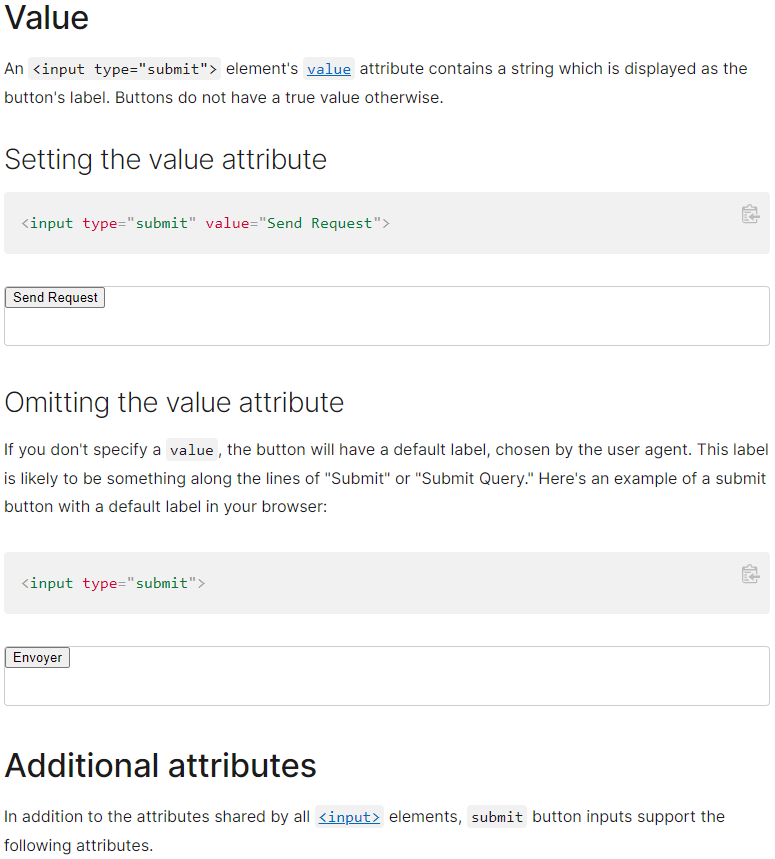 Value
An <input type="submit"> element's value attribute contains a string which is displayed as the
button's label. Buttons do not have a true value otherwise.
Setting the value attribute
<input type="submit" value="Send Request">
Send Request
Omitting the value attribute
If you don't specify a value, the button will have a default label, chosen by the user agent. This label
is likely to be something along the lines of "Submit" or "Submit Query." Here's an example of a submit
button with a default label in your browser:
<input type="submit">
Envoyer
Additional attributes
In addition to the attributes shared by all <input> elements, submit button inputs support the
following attributes.